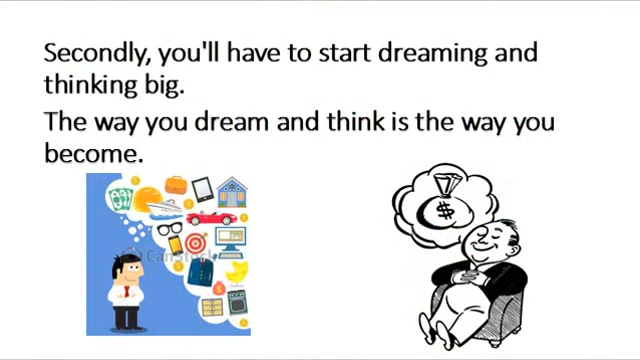 Secondly, you'll have to start dreaming and
thinking big.
The way you dream and think is the way you
become.
CanStock
$